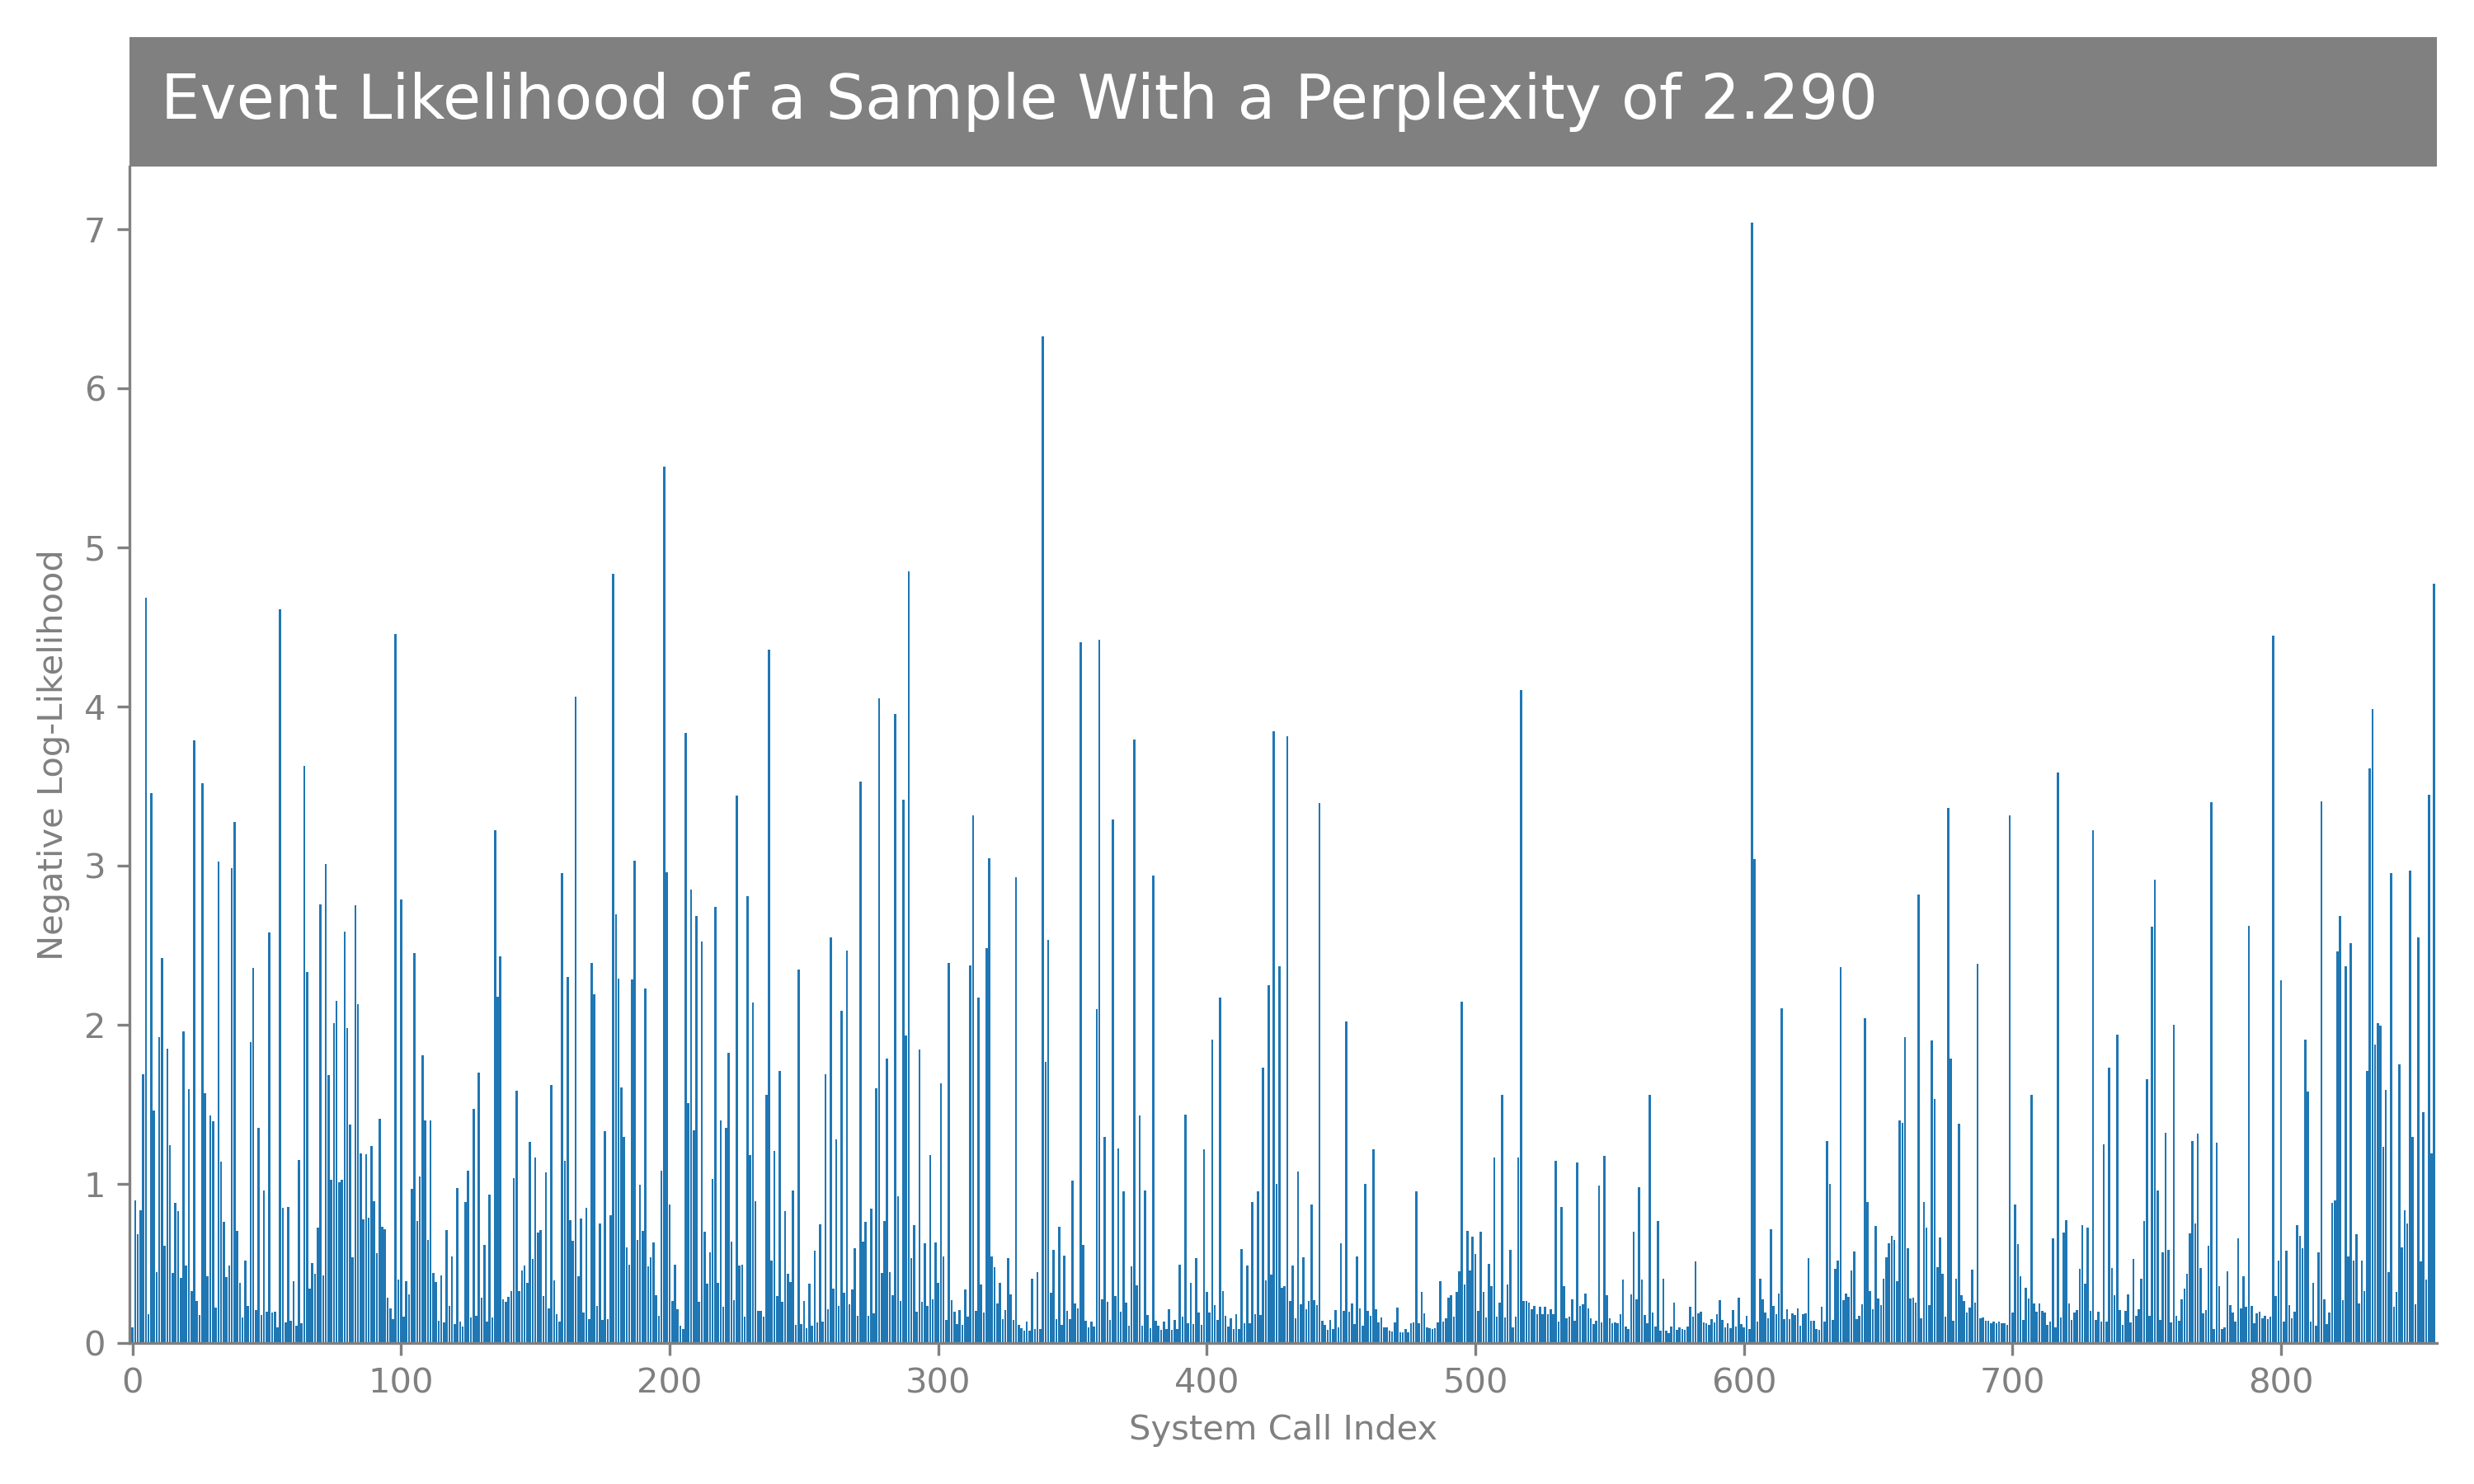 Event Likelihood of a Sample With a Perplexity of 2.290
Negative Log-Likelihood
7
6
5
4
3
2
1
0
0 100 200 300 400 500 600 700 800
System Call Index